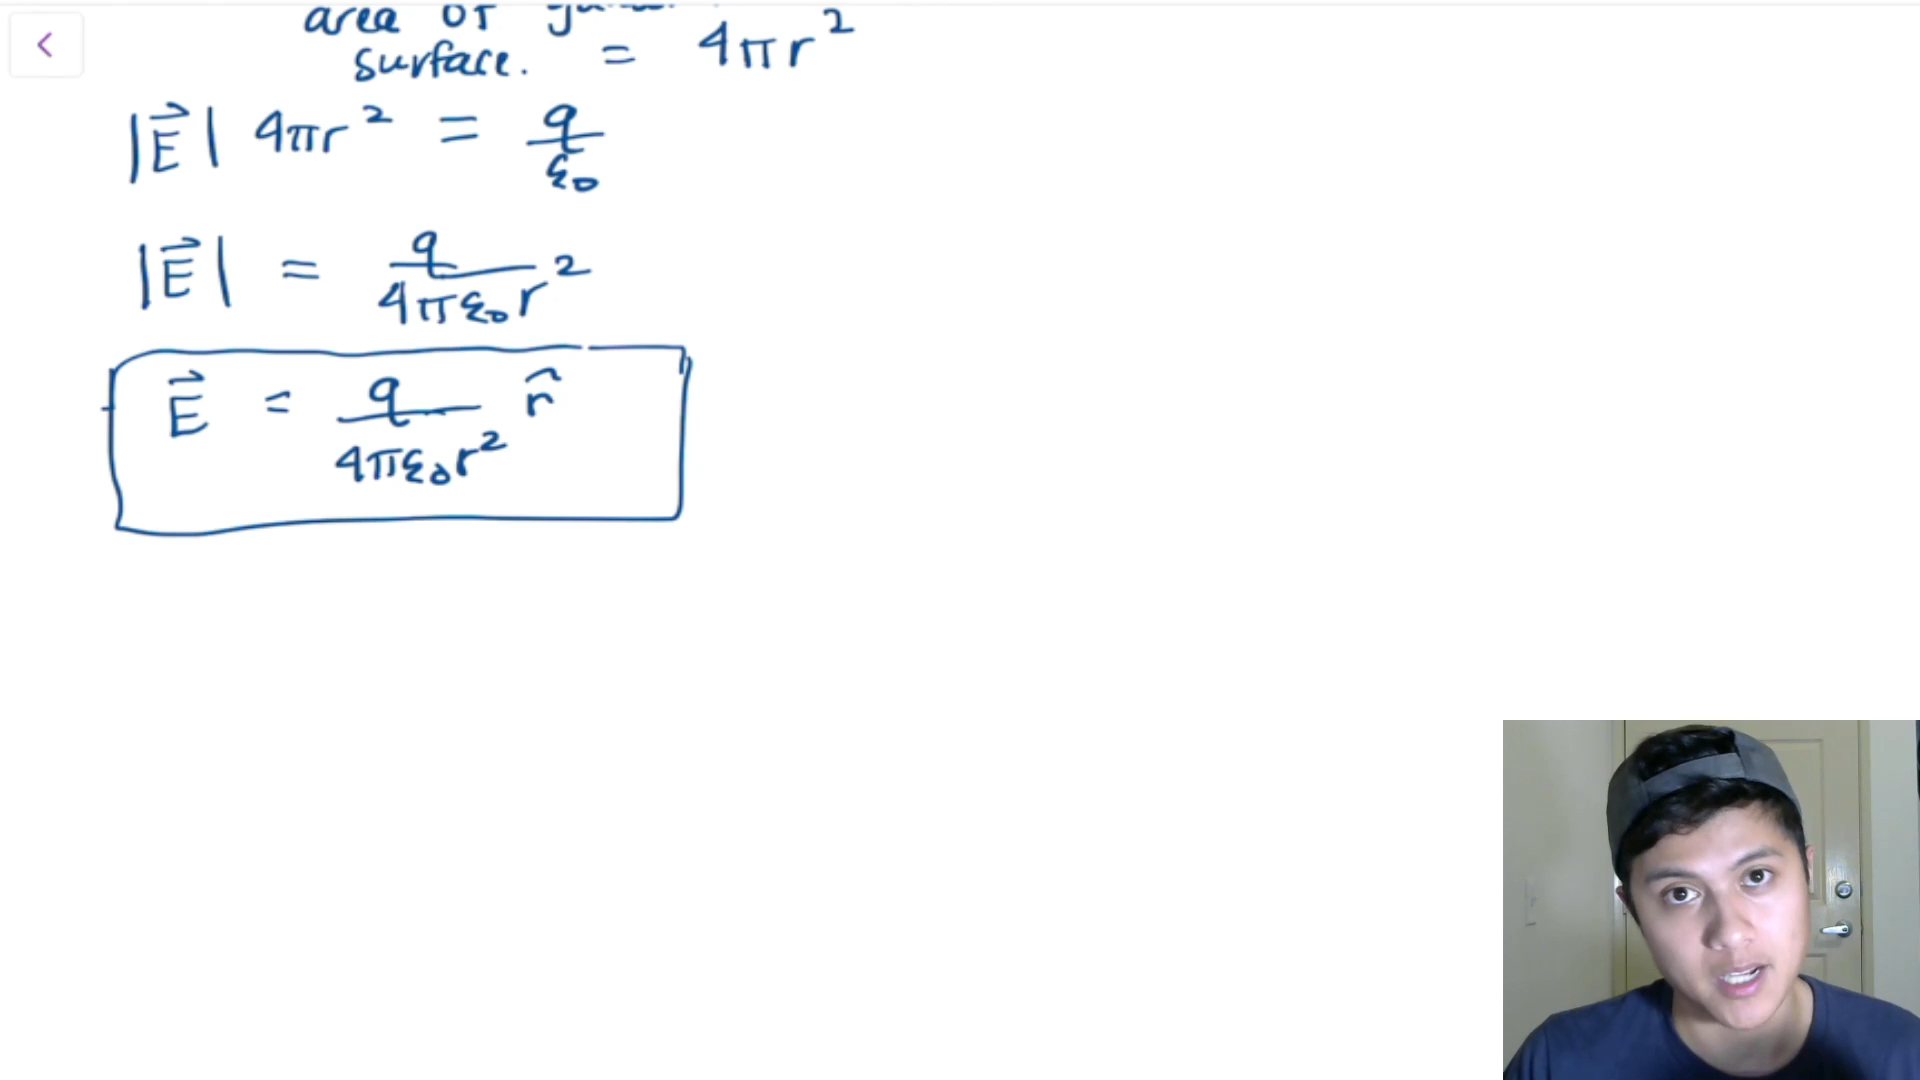 area of
surface. = 4πr²
|E⃗| 4πr² = q/ε₀
|E⃗| = q/4πε₀r²
E⃗ = q/4πε₀r² r̂